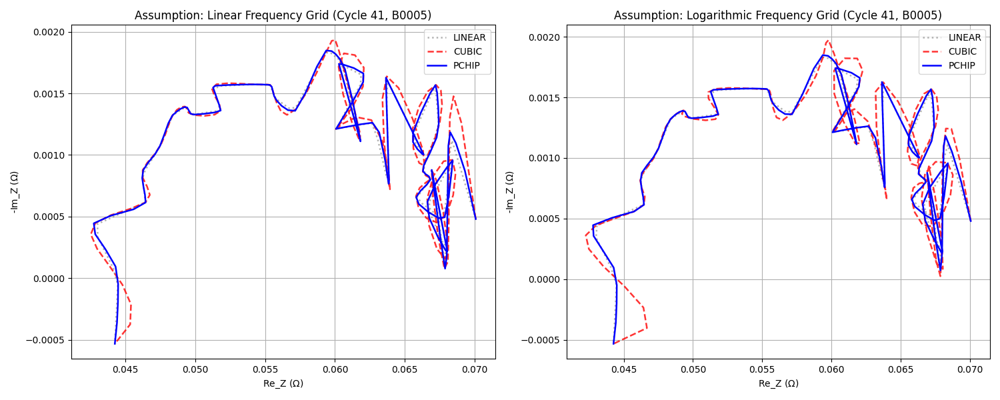 Assumption: Linear Frequency Grid (Cycle 41, B0005)
-Im_Z (Ω)
0.0020
0.0015
0.0010
0.0005
0.0000
−0.0005
LINEAR
CUBIC
PCHIP
0.045 0.050 0.055 0.060 0.065 0.070
Re_Z (Ω)
Assumption: Logarithmic Frequency Grid (Cycle 41, B0005)
-Im_Z (Ω)
0.0020
0.0015
0.0010
0.0005
0.0000
−0.0005
LINEAR
CUBIC
PCHIP
0.045 0.050 0.055 0.060 0.065 0.070
Re_Z (Ω)